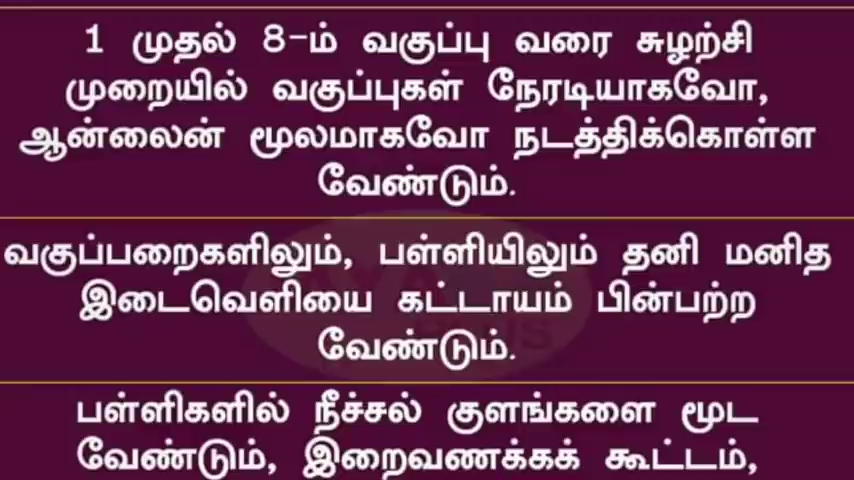 1 முதல் 8-ம் வகுப்பு வரை சுழற்சி
முறையில் வகுப்புகள் நேரடியாகவோ,
ஆன்லைன் மூலமாகவோ நடத்திக்கொள்ள
வேண்டும்.
வகுப்பறைகளிலும், பள்ளியிலும் தனி மனித
இடைவெளியை கட்டாயம் பின்பற்ற
வேண்டும்.
பள்ளிகளில் நீச்சல் குளங்களை மூட
வேண்டும், இறைவணக்கக் கூட்டம்,